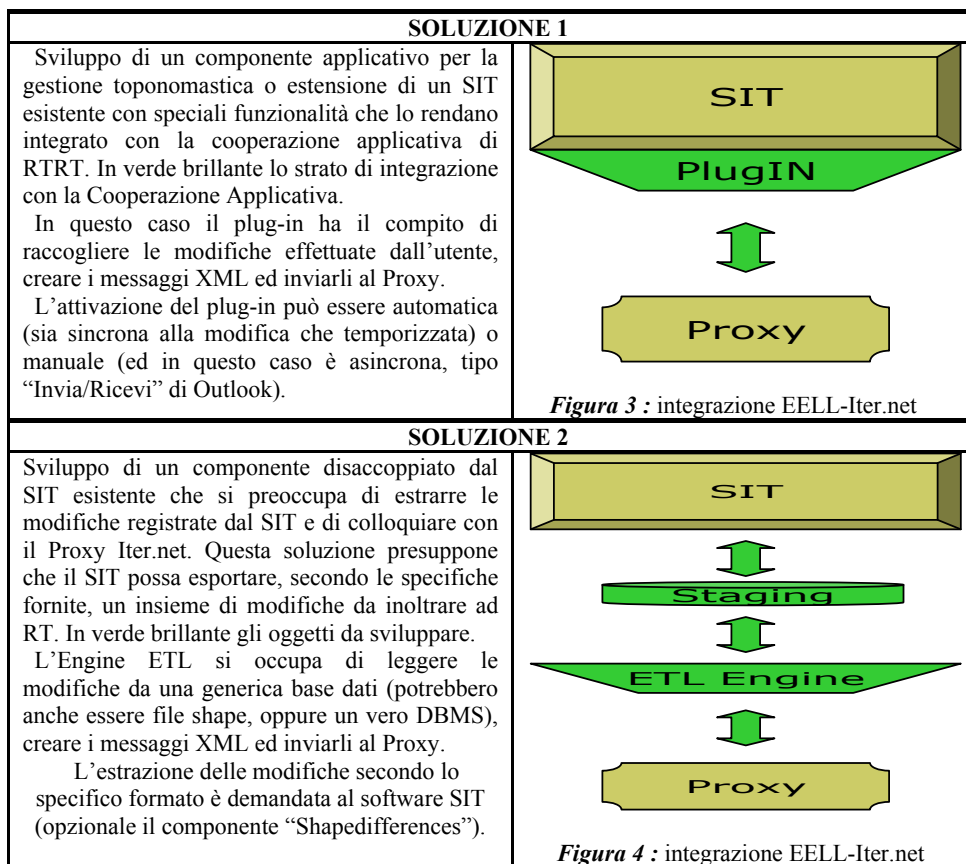 SOLUZIONE 1
Sviluppo di un componente applicativo per la
gestione toponomastica o estensione di un SIT
esistente con speciali funzionalità che lo rendano
integrato con la cooperazione applicativa di
RTRT. In verde brillante lo strato di integrazione
con la Cooperazione Applicativa.
In questo caso il plug-in ha il compito di
raccogliere le modifiche effettuate dall’utente,
creare i messaggi XML ed inviarli al Proxy.
L’attivazione del plug-in può essere automatica
(sia sincrona alla modifica che temporizzata) o
manuale (ed in questo caso è asincrona, tipo
“Invia/Ricevi” di Outlook).
SIT
PlugIN
Proxy
Figura 3 : integrazione EELL-Iter.net
SOLUZIONE 2
Sviluppo di un componente disaccoppiato dal
SIT esistente che si preoccupa di estrarre le
modifiche registrate dal SIT e di colloquiare con
il Proxy Iter.net. Questa soluzione presuppone
che il SIT possa esportare, secondo le specifiche
fornite, un insieme di modifiche da inoltrare ad
RT. In verde brillante gli oggetti da sviluppare.
L’Engine ETL si occupa di leggere le
modifiche da una generica base dati (potrebbero
anche essere file shape, oppure un vero DBMS),
creare i messaggi XML ed inviarli al Proxy.
L’estrazione delle modifiche secondo lo
specifico formato è demandata al software SIT
(opzionale il componente “Shapedifferences”).
SIT
Staging
ETL Engine
Proxy
Figura 4 : integrazione EELL-Iter.net